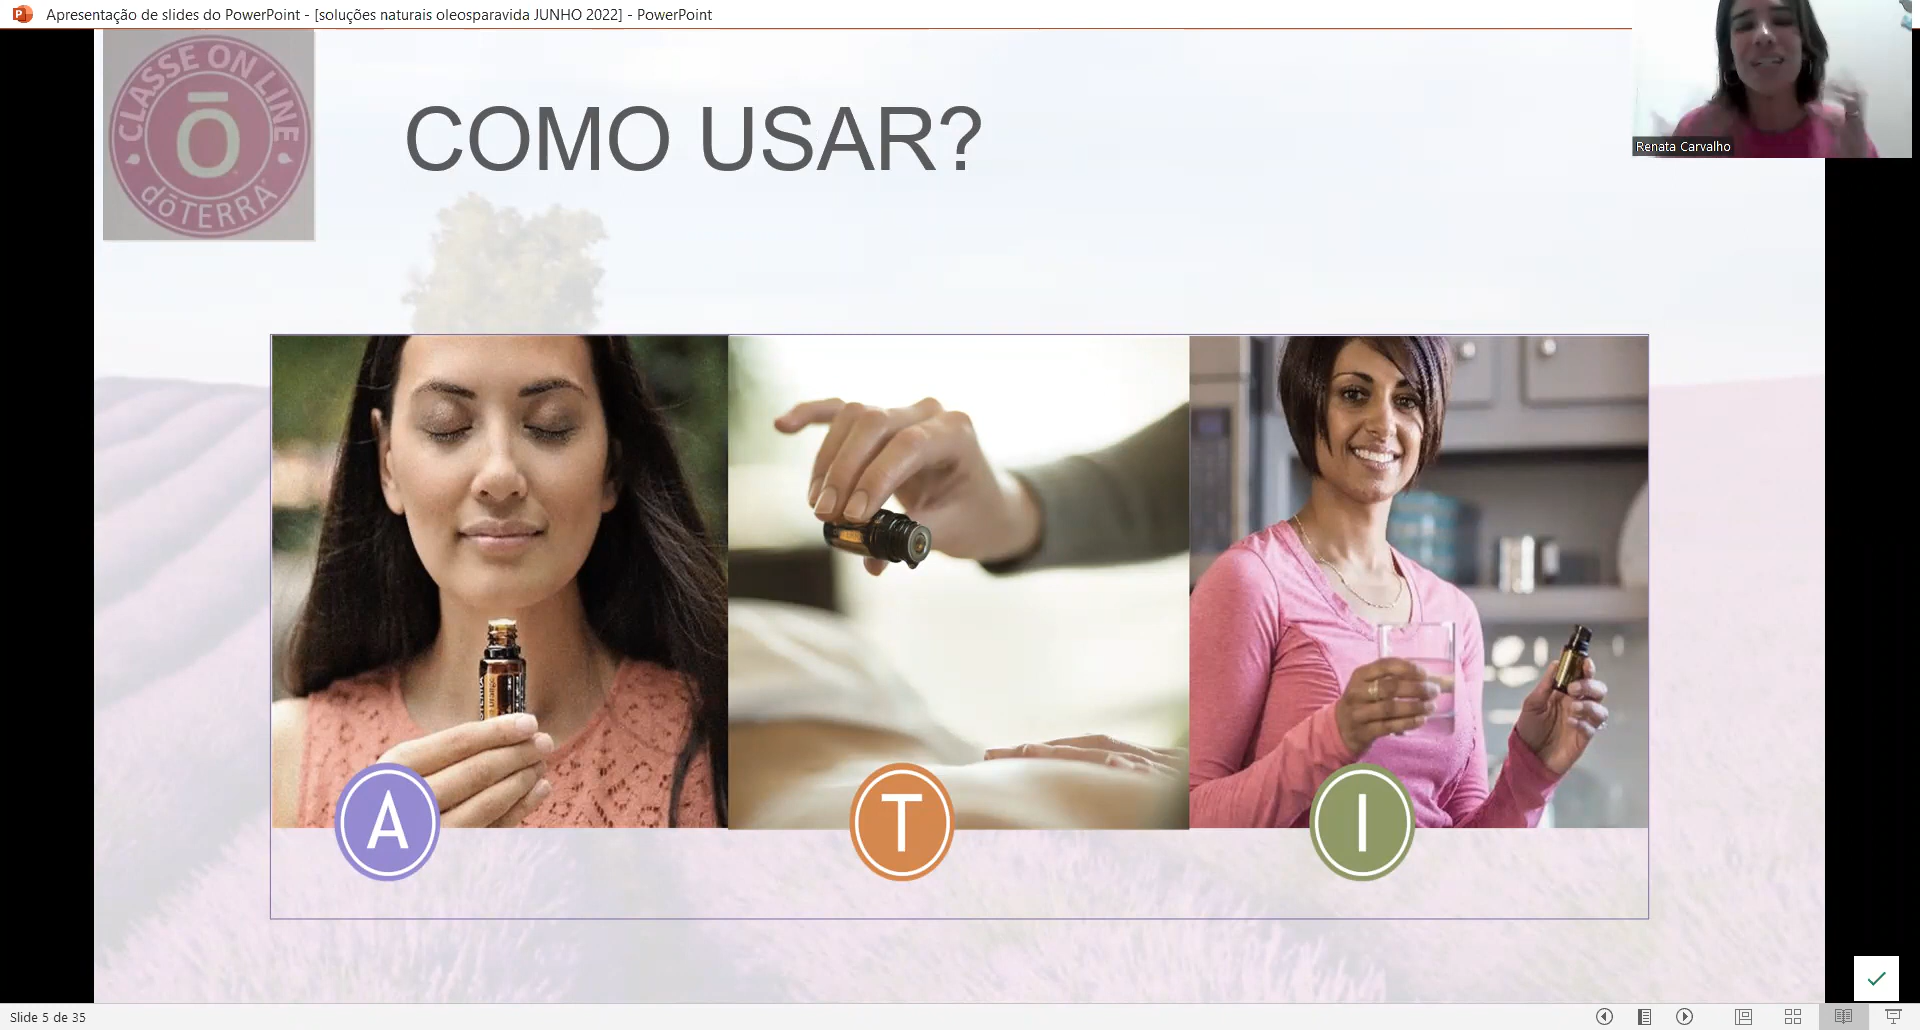 Apresentação de slides do PowerPoint - [soluções naturais oleosparavida JUNHO 2022] - PowerPoint
CLASSE ON LINE
dōTERRA
COMO USAR?
Renata Carvalho
A
T
I
Slide 5 de 35